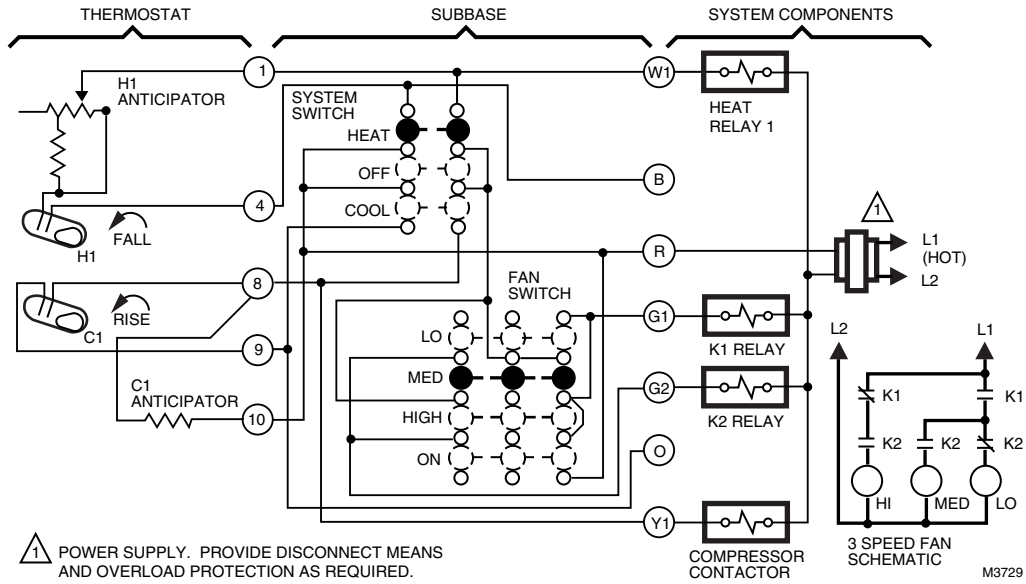 THERMOSTAT
SUBBASE
SYSTEM COMPONENTS
1
W1
H1
ANTICIPATOR
SYSTEM
SWITCH
HEAT
RELAY 1
HEAT
OFF
COOL
B
4
FALL
H1
1
R
L1
(HOT)
L2
8
FAN
SWITCH
RISE
C1
LO
G1
K1 RELAY
L2
L1
9
MED
G2
K2 RELAY
K1
K1
C1
ANTICIPATOR
10
HIGH
ON
O
K2
K2
K2
HI
MED
LO
Y1
COMPRESSOR
CONTACTOR
3 SPEED FAN
SCHEMATIC
1 POWER SUPPLY. PROVIDE DISCONNECT MEANS
AND OVERLOAD PROTECTION AS REQUIRED.
M3729